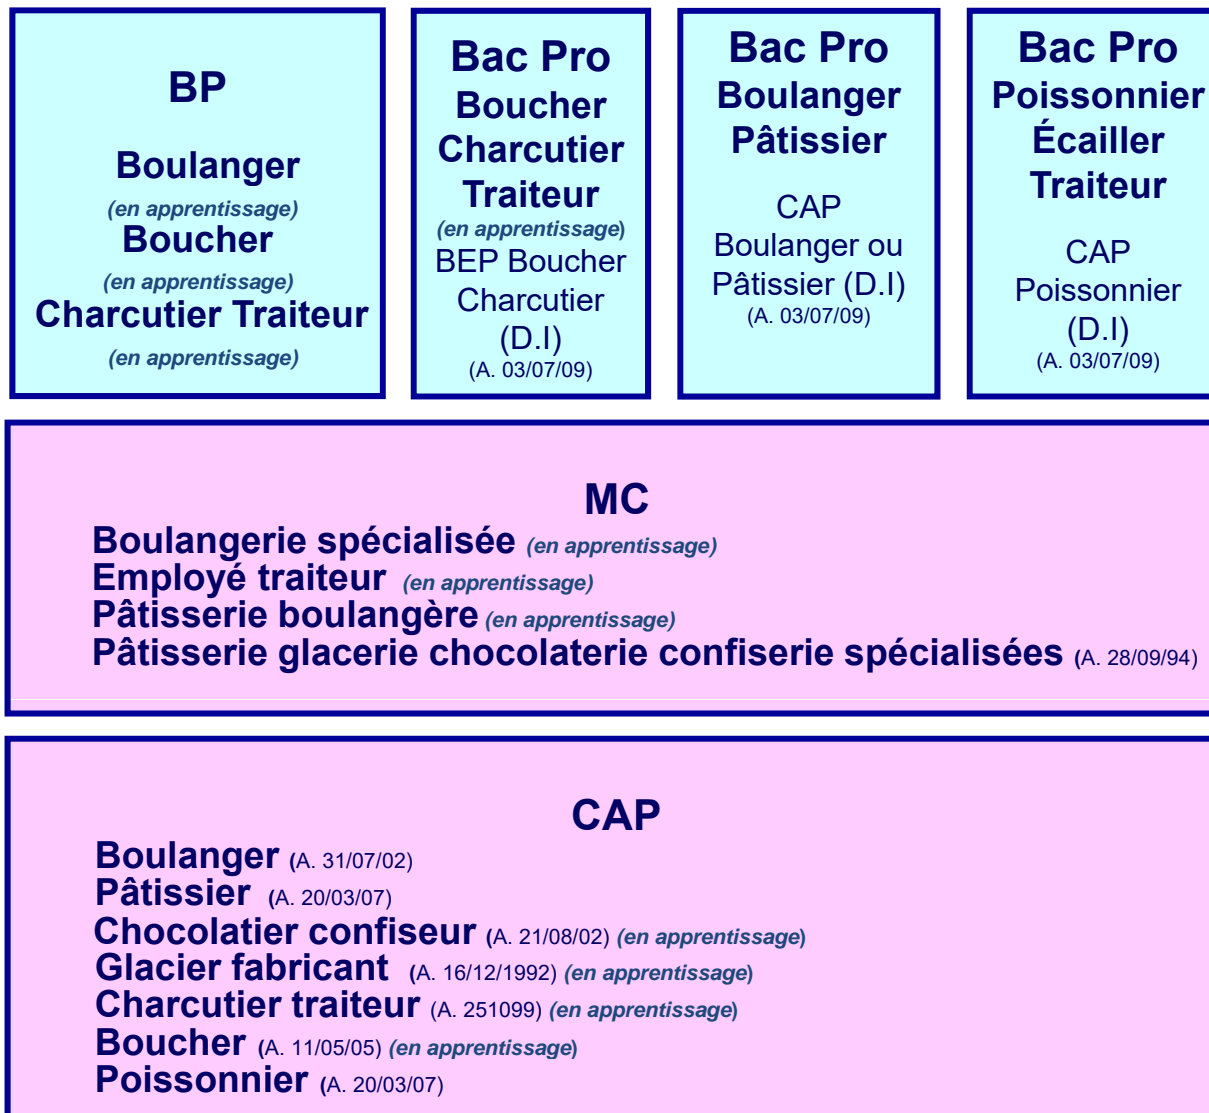 BP
Boulanger
(en apprentissage)
Boucher
(en apprentissage)
Charcutier Traiteur
(en apprentissage)
Bac Pro
Boucher
Charcutier
Traiteur
(en apprentissage)
BEP Boucher
Charcutier
(D.I)
(A. 03/07/09)
Bac Pro
Boulanger
Pâtissier
CAP
Boulanger ou
Pâtissier (D.I)
(A. 03/07/09)
Bac Pro
Poissonnier
Écailler
Traiteur
CAP
Poissonnier
(D.I)
(A. 03/07/09)
MC
Boulangerie spécialisée (en apprentissage)
Employé traiteur (en apprentissage)
Pâtisserie boulangère (en apprentissage)
Pâtisserie glacerie chocolaterie confiserie spécialisées (A. 28/09/94)
CAP
Boulanger (A. 31/07/02)
Pâtissier (A. 20/03/07)
Chocolatier confiseur (A. 21/08/02) (en apprentissage)
Glacier fabricant (A. 16/12/1992) (en apprentissage)
Charcutier traiteur (A. 251099) (en apprentissage)
Boucher (A. 11/05/05) (en apprentissage)
Poissonnier (A. 20/03/07)